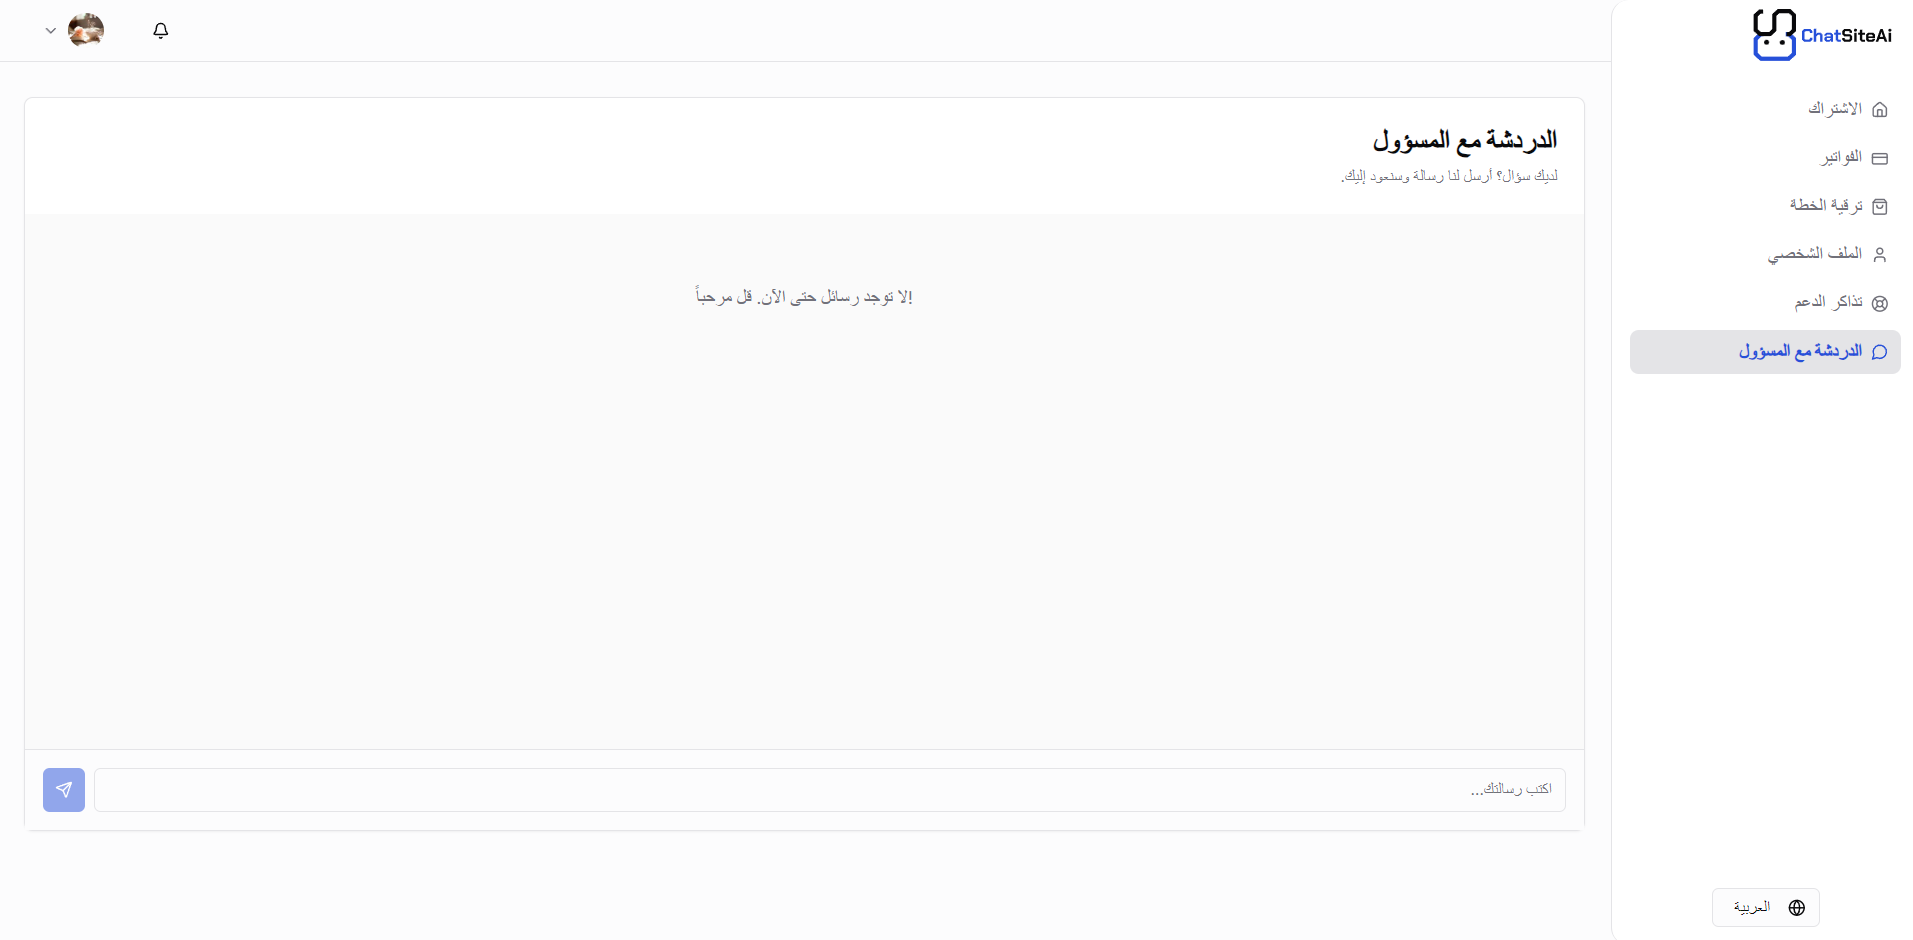 ChatSiteAi
الاشتراك
الفواتير
ترقية الخطة
الملف الشخصي
تذاكر الدعم
الدردشة مع المسؤول
العربية
الدردشة مع المسؤول
لديك سؤال؟ أرسل لنا رسالة وسنعود إليك.
لا توجد رسائل حتى الآن. قل مرحباً!
اكتب رسالتك...